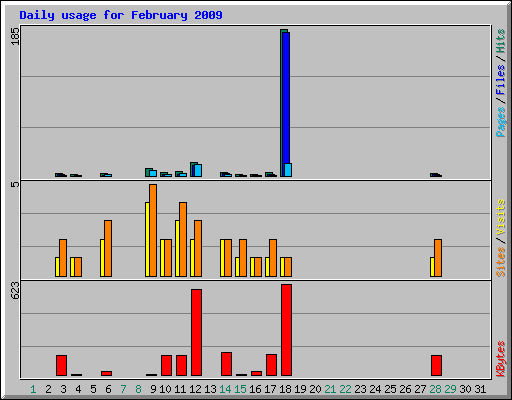 Daily usage for February 2009
185
Pages/Files/Hits
5
Sites/Visits
623
KBytes
1 2 3 4 5 6 7 8 9 10 11 12 13 14 15 16 17 18 19 20 21 22 23 24 25 26 27 28 29 30 31